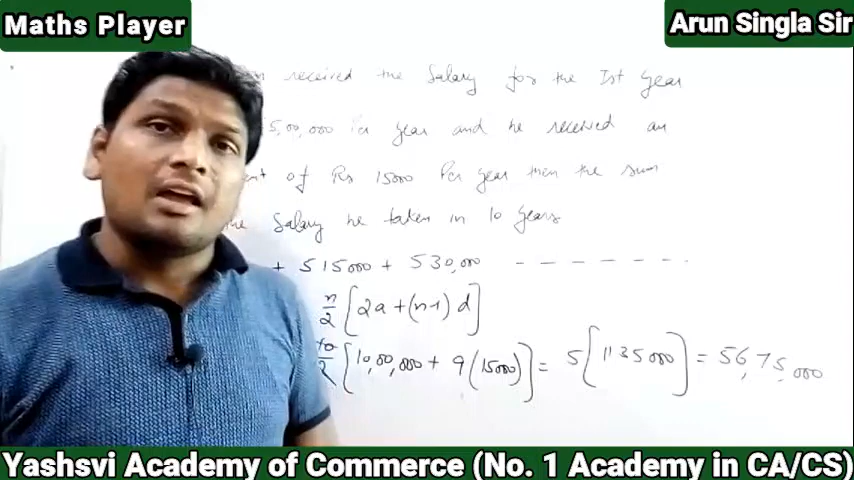 Maths Player
Arun Singla Sir
received the Salary for the Ist year
5,00,000 Per year and he received an
of Rs 15000 Per year then the sum
the Salary he taken in 10 years
+ 515000 + 530,000 - - - - - - -
n/2 [2a + (n-1) d]
10/2 [10,00,000 + 9 (15000)] = 5 [1135000] = 56,75,000
Yashsvi Academy of Commerce (No. 1 Academy in CA/CS)